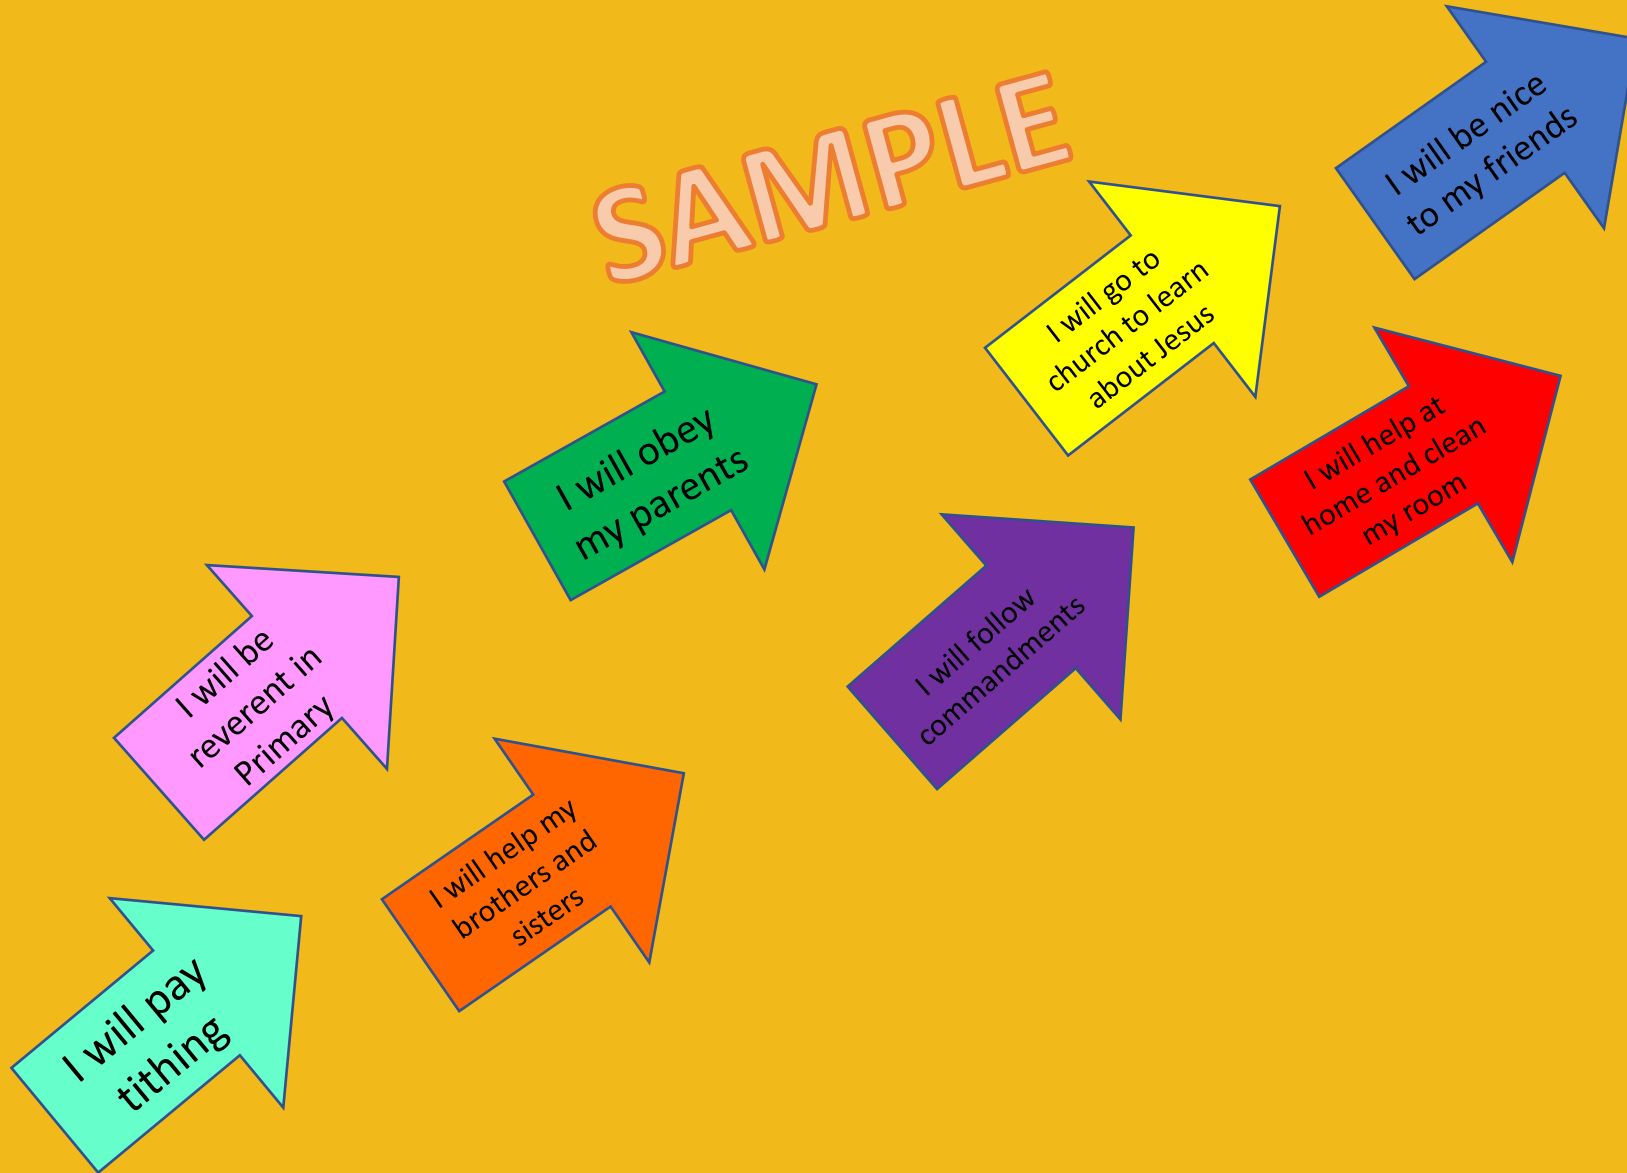 SAMPLE
I will be nice
to my friends
I will go to
church to learn
about Jesus
I will help at
home and clean
my room
I will obey
my parents
I will follow
commandments
I will be
reverent in
Primary
I will help my
brothers and
sisters
I will pay
tithing